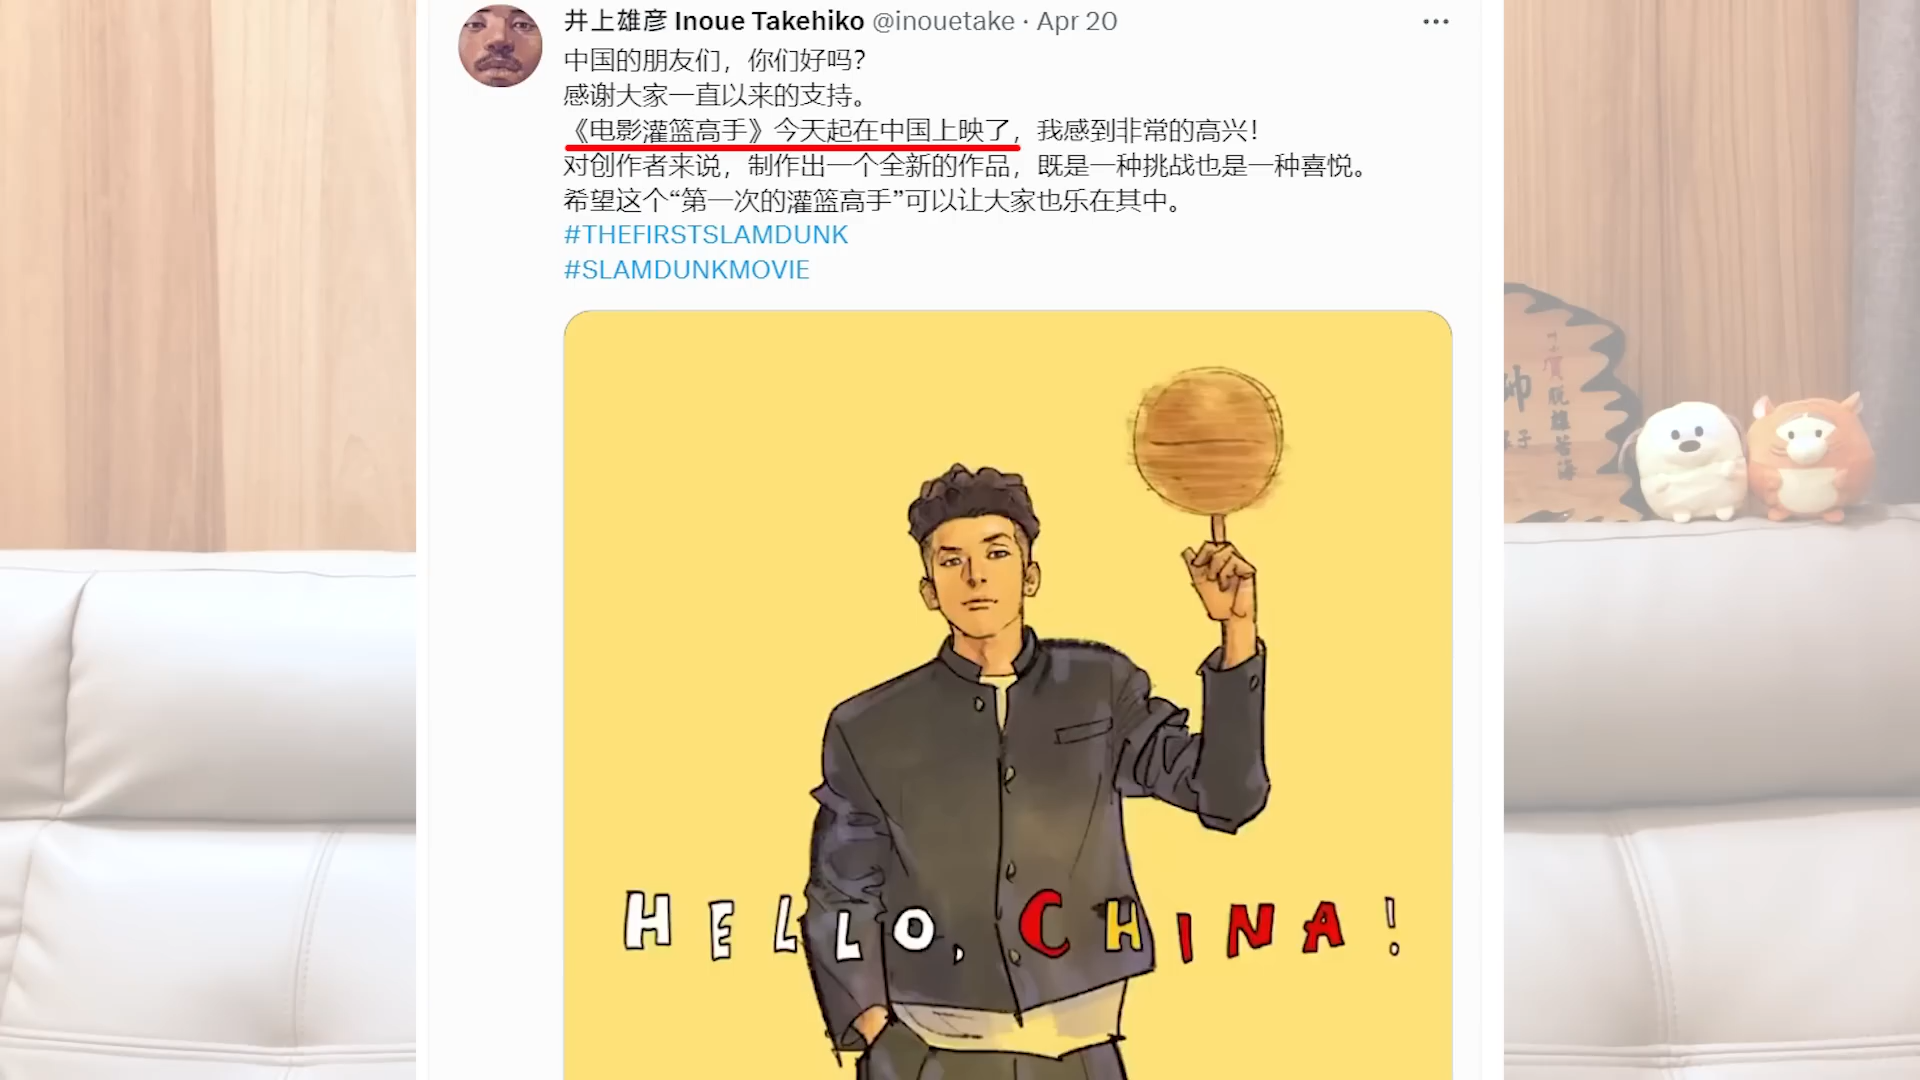 井上雄彦 Inoue Takehiko @inouetake · Apr 20
中国的朋友们，你们好吗？
感谢大家一直以来的支持。
《电影灌篮高手》今天起在中国上映了，我感到非常的高兴！
对创作者来说，制作出一个全新的作品，既是一种挑战也是一种喜悦。
希望这个“第一次的灌篮高手”可以让大家也乐在其中。
#THEFIRSTSLAMDUNK
#SLAMDUNKMOVIE
HELLO, CHINA!